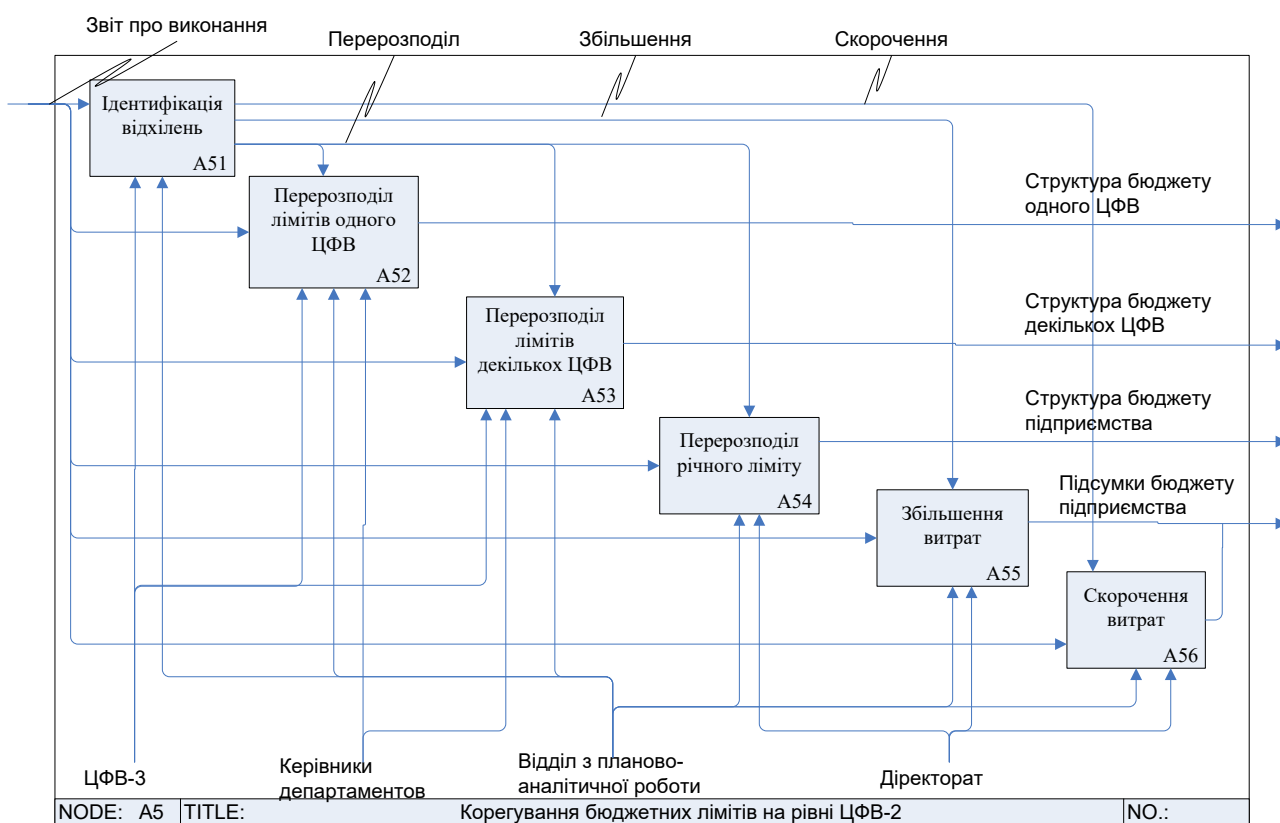 Звіт про виконання
Перерозподіл
Збільшення
Скорочення
Ідентифікація
відхілень
A51
Перерозподіл
лімітів одного
ЦФВ
A52
Структура бюджету
одного ЦФВ
Перерозподіл
лімітів
декількох ЦФВ
A53
Структура бюджету
декількох ЦФВ
Перерозподіл
річного ліміту
A54
Структура бюджету
підприємства
Збільшення
витрат
A55
Підсумки бюджету
підприємства
Скорочення
витрат
A56
ЦФВ-3
Керівники
департаментов
Відділ з планово-
аналітичної роботи
Діректорат
NODE: A5 TITLE: Корегування бюджетних лімітів на рівні ЦФВ-2 NO.: